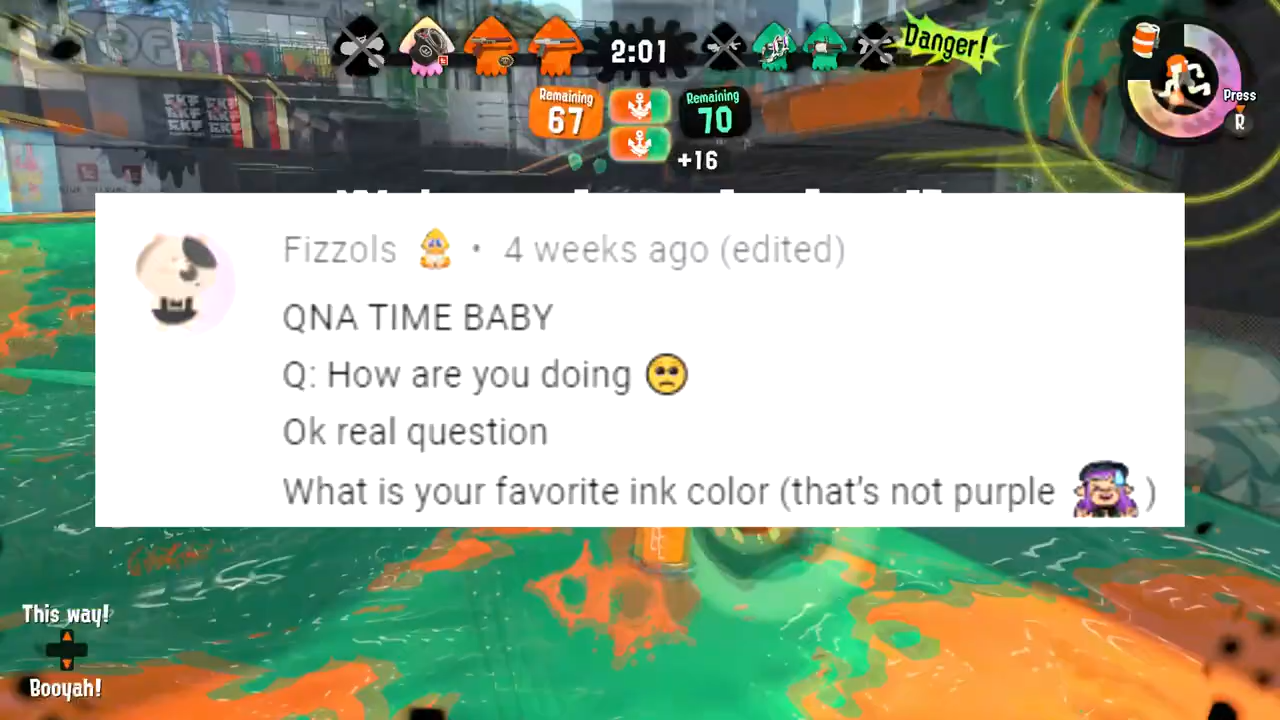 2:01
Danger!
Remaining
67
Remaining
70
+16
Press
R
Fizzols • 4 weeks ago (edited)
QNA TIME BABY
Q: How are you doing 🥺
Ok real question
What is your favorite ink color (that's not purple )
This way!
Booyah!